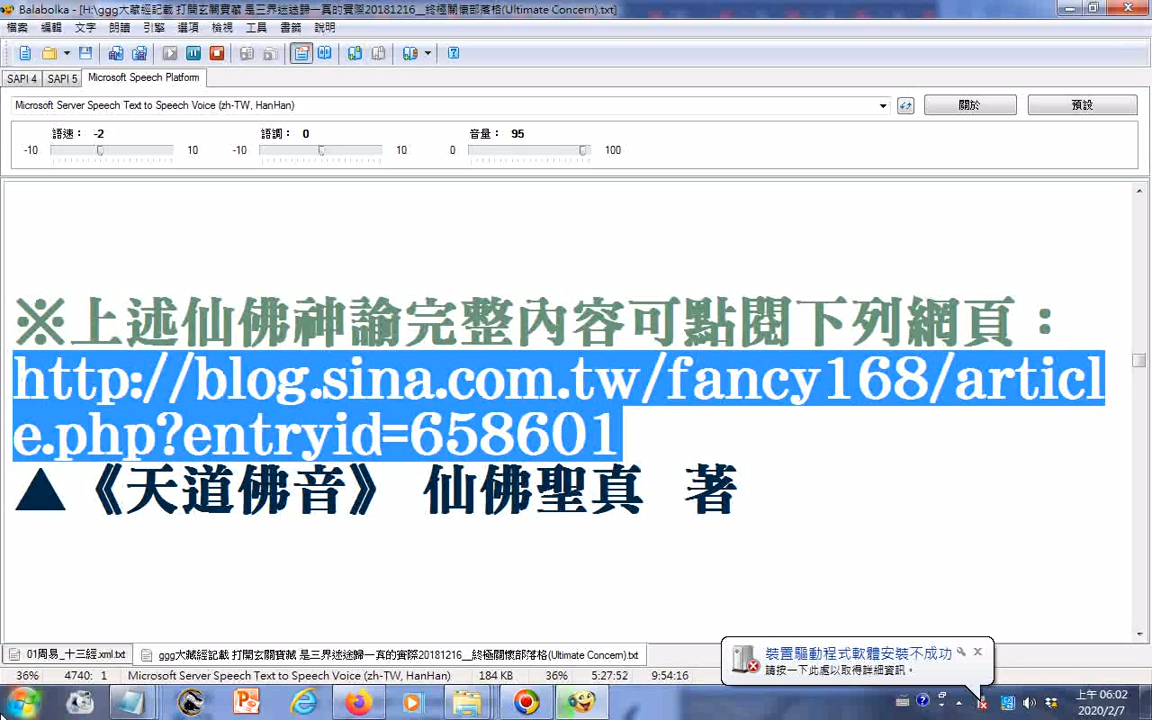 Balabolka - [H:\ggg大藏經記載 打開玄關寶藏 是三界迷途歸一真的實際20181216__終極關懷部落格(Ultimate Concern).txt]
檔案 編輯 文字 朗讀 引擎 選項 檢視 工具 書籤 說明
SAPI 4 SAPI 5 Microsoft Speech Platform
Microsoft Server Speech Text to Speech Voice (zh-TW, HanHan) 關於 預設
語速： -2 語調： 0 音量： 95
-10 10 -10 10 0 100
※上述仙佛神諭完整內容可點閱下列網頁：
http://blog.sina.com.tw/fancy168/articl
e.php?entryid=658601
▲《天道佛音》 仙佛聖真 著
01周易_十三經.xml.txt ggg大藏經記載 打開玄關寶藏 是三界迷途歸一真的實際20181216__終極關懷部落格(Ultimate Concern).txt
裝置驅動程式軟體安裝不成功
請按一下此處以取得詳細資訊。
36% 4740: 1 Microsoft Server Speech Text to Speech Voice (zh-TW, HanHan) 184 KB 36% 5:27:52 9:54:16
上午 06:02
2020/2/7